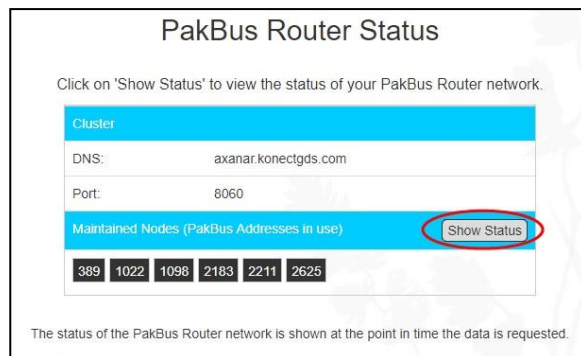 PakBus Router Status
Click on 'Show Status' to view the status of your PakBus Router network.
Cluster
DNS: axanar.konectgds.com
Port: 8060
Maintained Nodes (PakBus Addresses in use) Show Status
389 1022 1098 2183 2211 2625
The status of the PakBus Router network is shown at the point in time the data is requested.